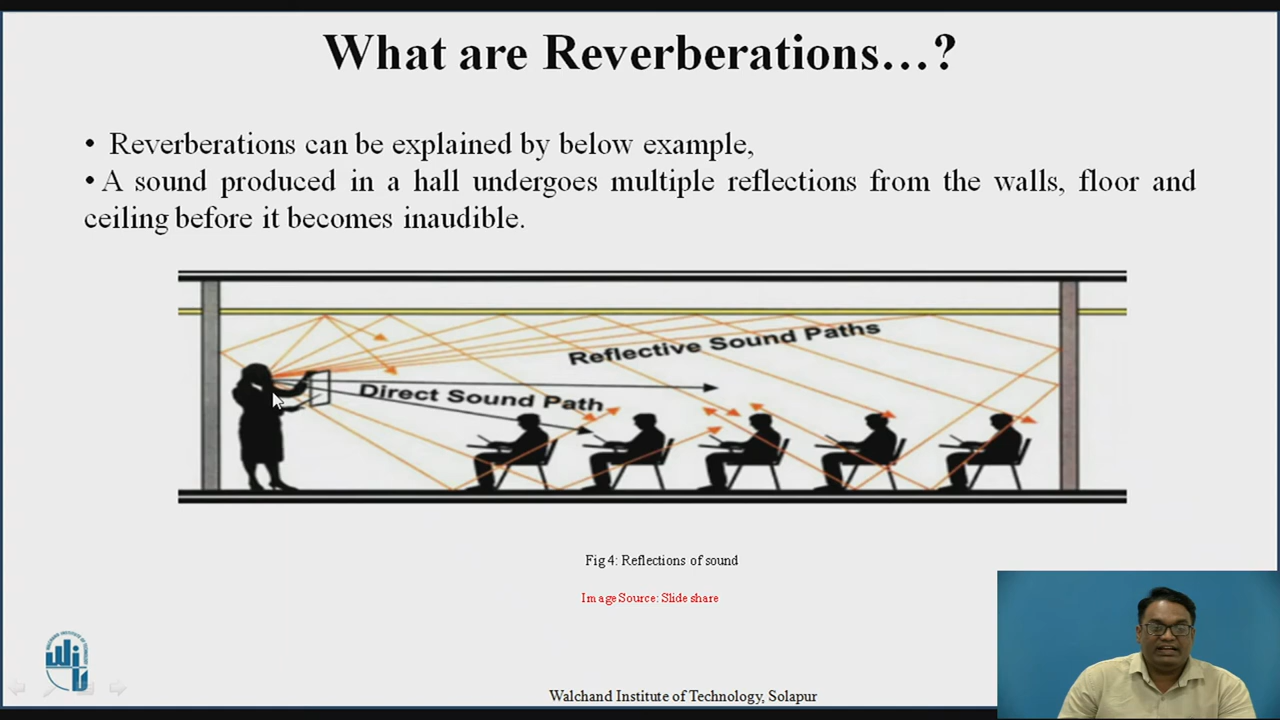 What are Reverberations…?
• Reverberations can be explained by below example,
• A sound produced in a hall undergoes multiple reflections from the walls, floor and
ceiling before it becomes inaudible.
Reflective Sound Paths
Direct Sound Path
Fig 4: Reflections of sound
Image Source: Slide share
Walchand Institute of Technology, Solapur